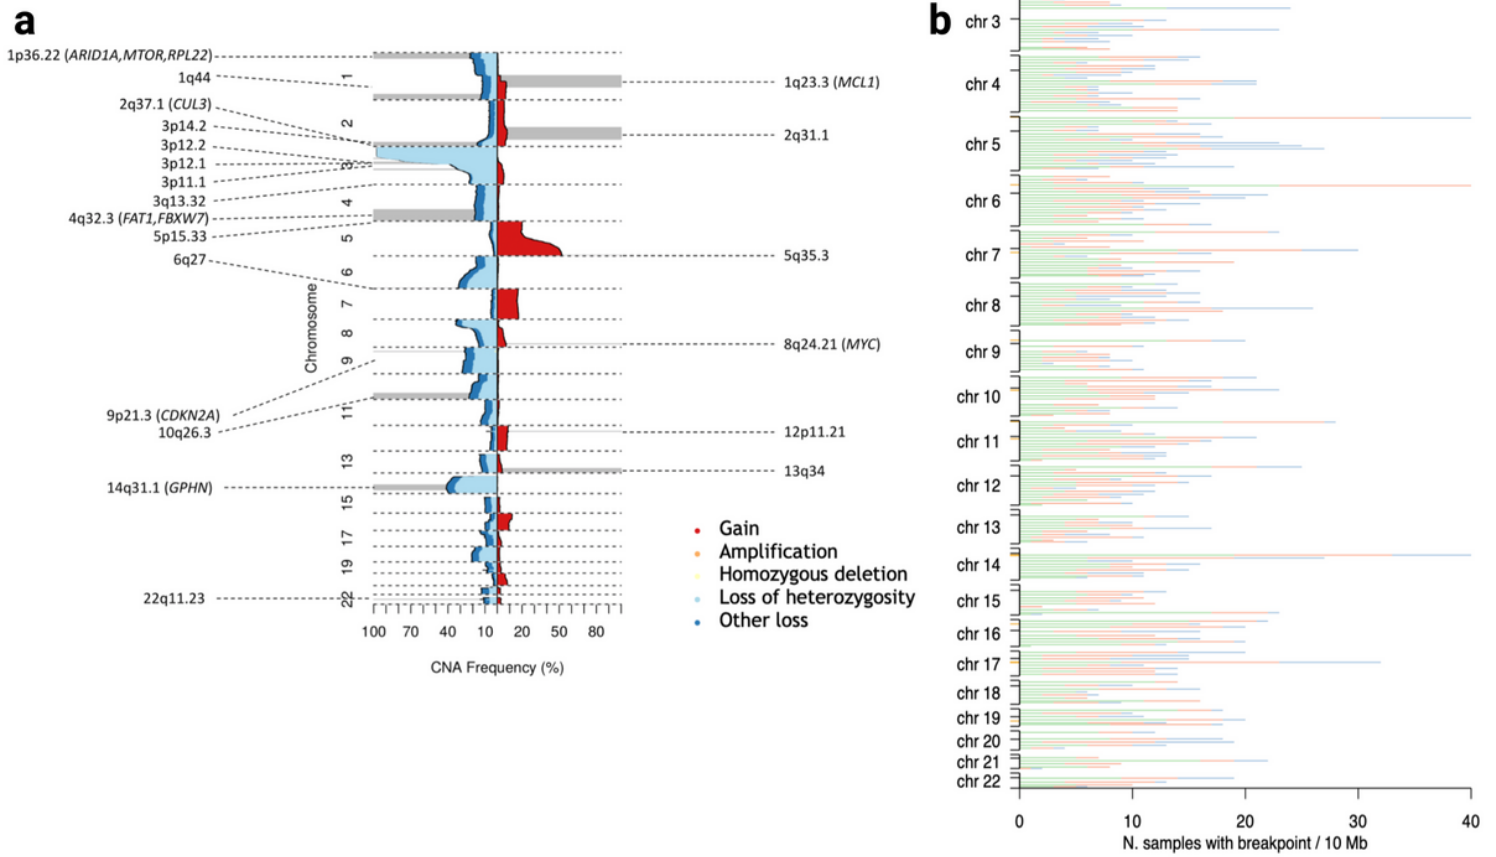 a
1p36.22 (ARID1A,MTOR,RPL22)
1q44
2q37.1 (CUL3)
3p14.2
3p12.2
3p12.1
3p11.1
3q13.32
4q32.3 (FAT1,FBXW7)
5p15.33
6q27
9p21.3 (CDKN2A)
10q26.3
14q31.1 (GPHN)
22q11.23
Chromosome
1
2
3
4
5
6
7
8
9
11
13
15
17
19
22
100 70 40 10 20 50 80
CNA Frequency (%)
1q23.3 (MCL1)
2q31.1
5q35.3
8q24.21 (MYC)
12p11.21
13q34
Gain
Amplification
Homozygous deletion
Loss of heterozygosity
Other loss
b
chr 3
chr 4
chr 5
chr 6
chr 7
chr 8
chr 9
chr 10
chr 11
chr 12
chr 13
chr 14
chr 15
chr 16
chr 17
chr 18
chr 19
chr 20
chr 21
chr 22
0 10 20 30 40
N. samples with breakpoint / 10 Mb